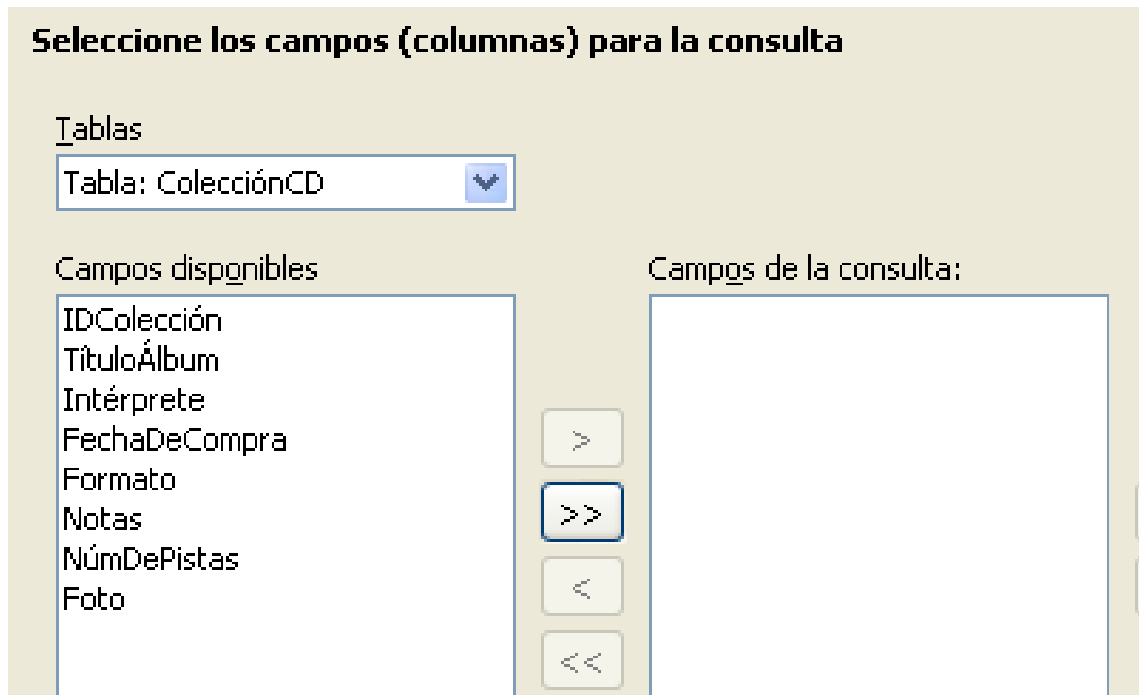 Seleccione los campos (columnas) para la consulta
Tablas
Tabla: ColecciónCD
Campos disponibles
IDColección
TítuloÁlbum
Intérprete
FechaDeCompra
Formato
Notas
NúmDePistas
Foto
>
>>
<
<<
Campos de la consulta: